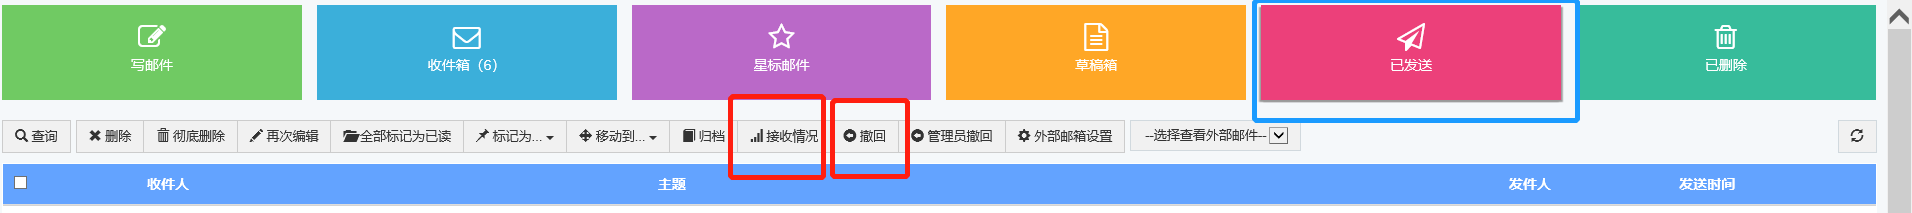 写邮件 收件箱（6） 星标邮件 草稿箱 已发送 已删除
查询 删除 彻底删除 再次编辑 全部标记为已读 标记为... 移动到... 归档 接收情况 撤回 管理员撤回 外部邮箱设置 --选择查看外部邮件--
收件人 主题 发件人 发送时间